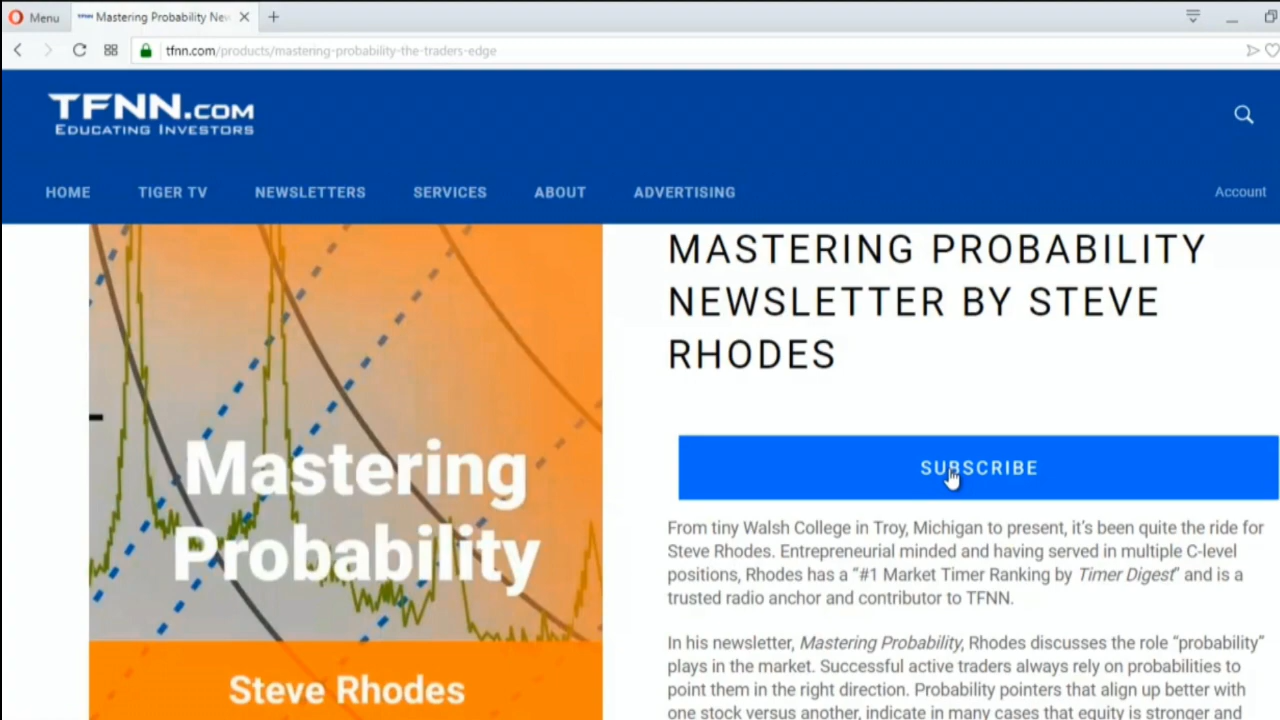 Menu
Mastering Probability Nev
tfnn.com/products/mastering-probability-the-traders-edge
TFNN.COM
EDUCATING INVESTORS
HOME TIGER TV NEWSLETTERS SERVICES ABOUT ADVERTISING Account
MASTERING PROBABILITY
NEWSLETTER BY STEVE
RHODES
Mastering
Probability
Steve Rhodes
SUBSCRIBE
From tiny Walsh College in Troy, Michigan to present, it's been quite the ride for
Steve Rhodes. Entrepreneurial minded and having served in multiple C-level
positions, Rhodes has a “#1 Market Timer Ranking by Timer Digest” and is a
trusted radio anchor and contributor to TFNN.
In his newsletter, Mastering Probability, Rhodes discusses the role “probability”
plays in the market. Successful active traders always rely on probabilities to
point them in the right direction. Probability pointers that align up better with
one stock versus another, indicate in many cases that equity is stronger and